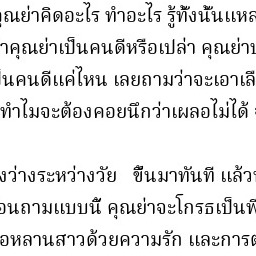 คุณย่าคิดอะไร ทำอะไร รู้ทั้งนั้นแหล
าคุณย่าเป็นคนดีหรือเปล่า คุณย่าบ
ป็นคนดีแค่ไหน เลยถามว่าจะเอาเลื
ทำไมจะต้องคอยนึกว่าเผลอไม่ได้
งว่างระหว่างวัย ขึ้นมาทันที แล้ว
อนถามแบบนี้ คุณย่าจะโกรธเป็นพื
อหลานสาวด้วยความรัก และการต